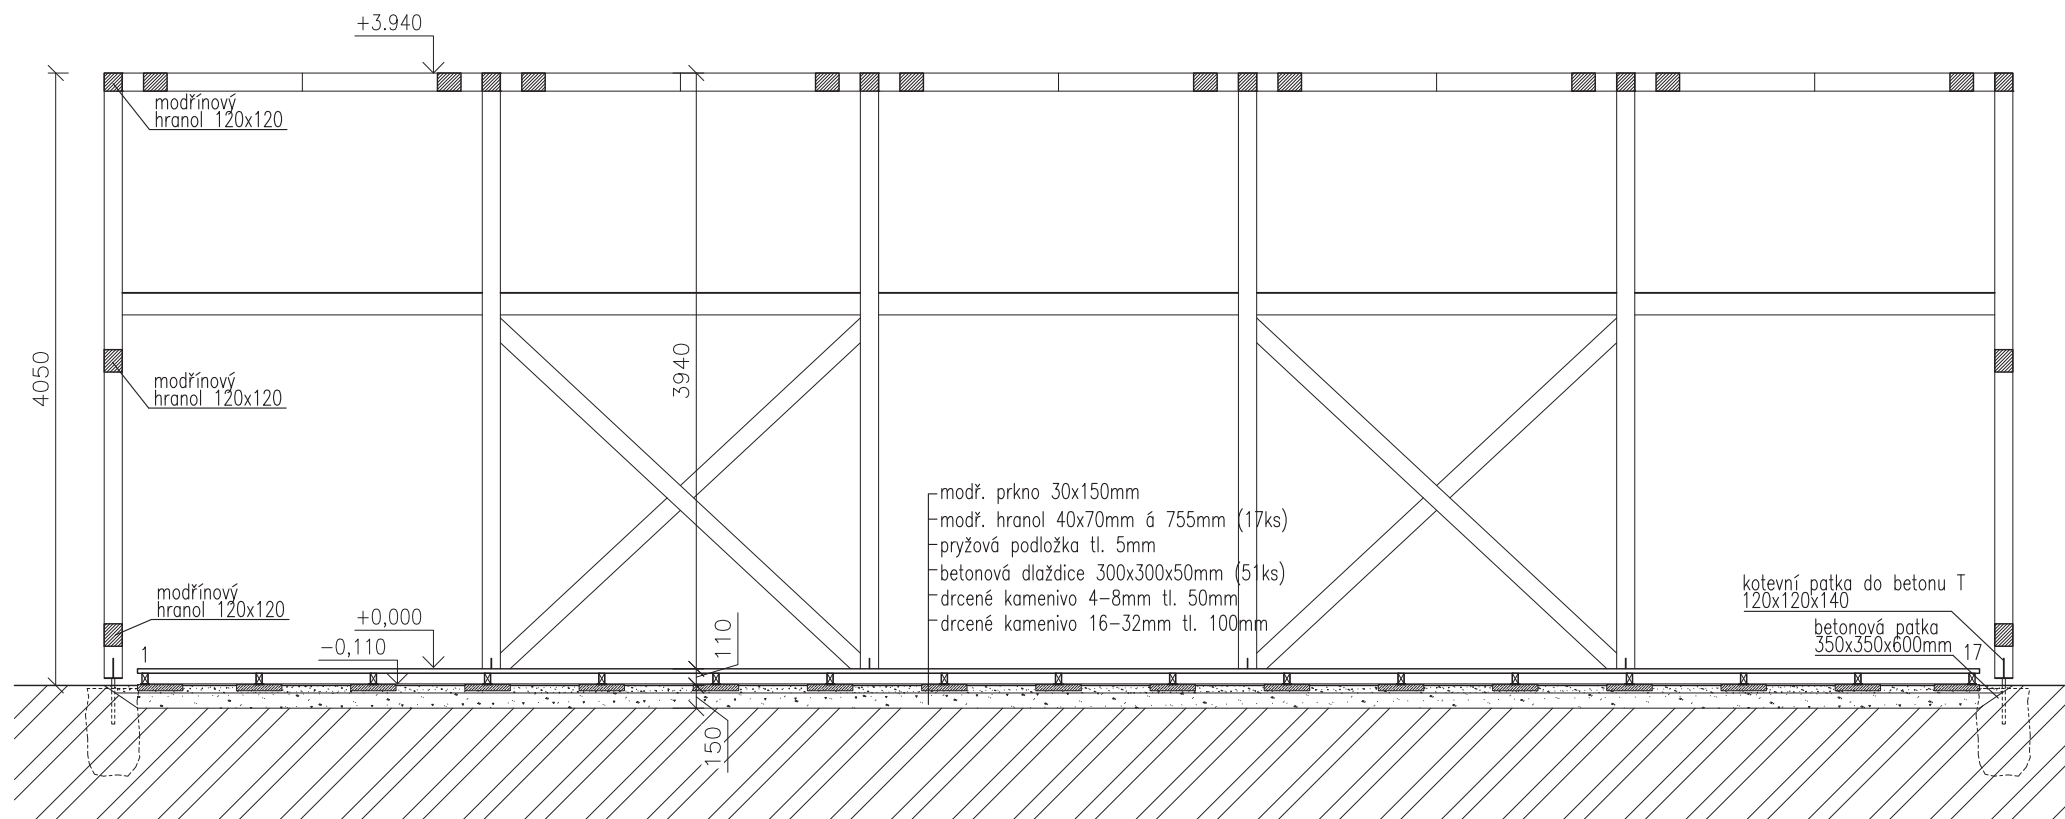 +3.940
modřínový
hranol 120x120
4050
3940
modřínový
hranol 120x120
modř. prkno 30x150mm
modř. hranol 40x70mm á 755mm (17ks)
pryžová podložka tl. 5mm
betonová dlaždice 300x300x50mm (51ks)
drcené kamenivo 4-8mm tl. 50mm
drcené kamenivo 16-32mm tl. 100mm
modřínový
hranol 120x120
+0,000
-0,110
110
150
1
kotevní patka do betonu T
120x120x140
betonová patka
350x350x600mm
17